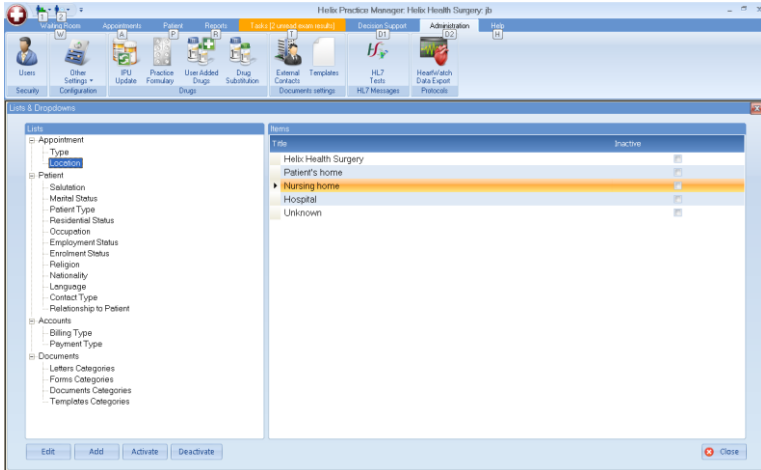 Helix Practice Manager: Helix Health Surgery: jb
1 2
Waiting Room Appointments Patient Reports Tasks (2 unread exam results) Decision Support Administration Help
W A P R T D1 D2 H
Users Other Settings IPU Update Practice Formulary User Added Drugs Drug Substitution External Contacts Templates HL7 Tests HeartWatch Data Export
Security Configuration Drugs Documents settings HL7 Messages Protocols
Lists & Dropdowns
Lists
Appointment
Type
Location
Patient
Salutation
Marital Status
Patient Type
Residential Status
Occupation
Employment Status
Enrolment Status
Religion
Nationality
Language
Contact Type
Relationship to Patient
Accounts
Billing Type
Payment Type
Documents
Letters Categories
Forms Categories
Documents Categories
Templates Categories
Items
Title Inactive
Helix Health Surgery
Patient's home
Nursing home
Hospital
Unknown
Edit Add Activate Deactivate Close